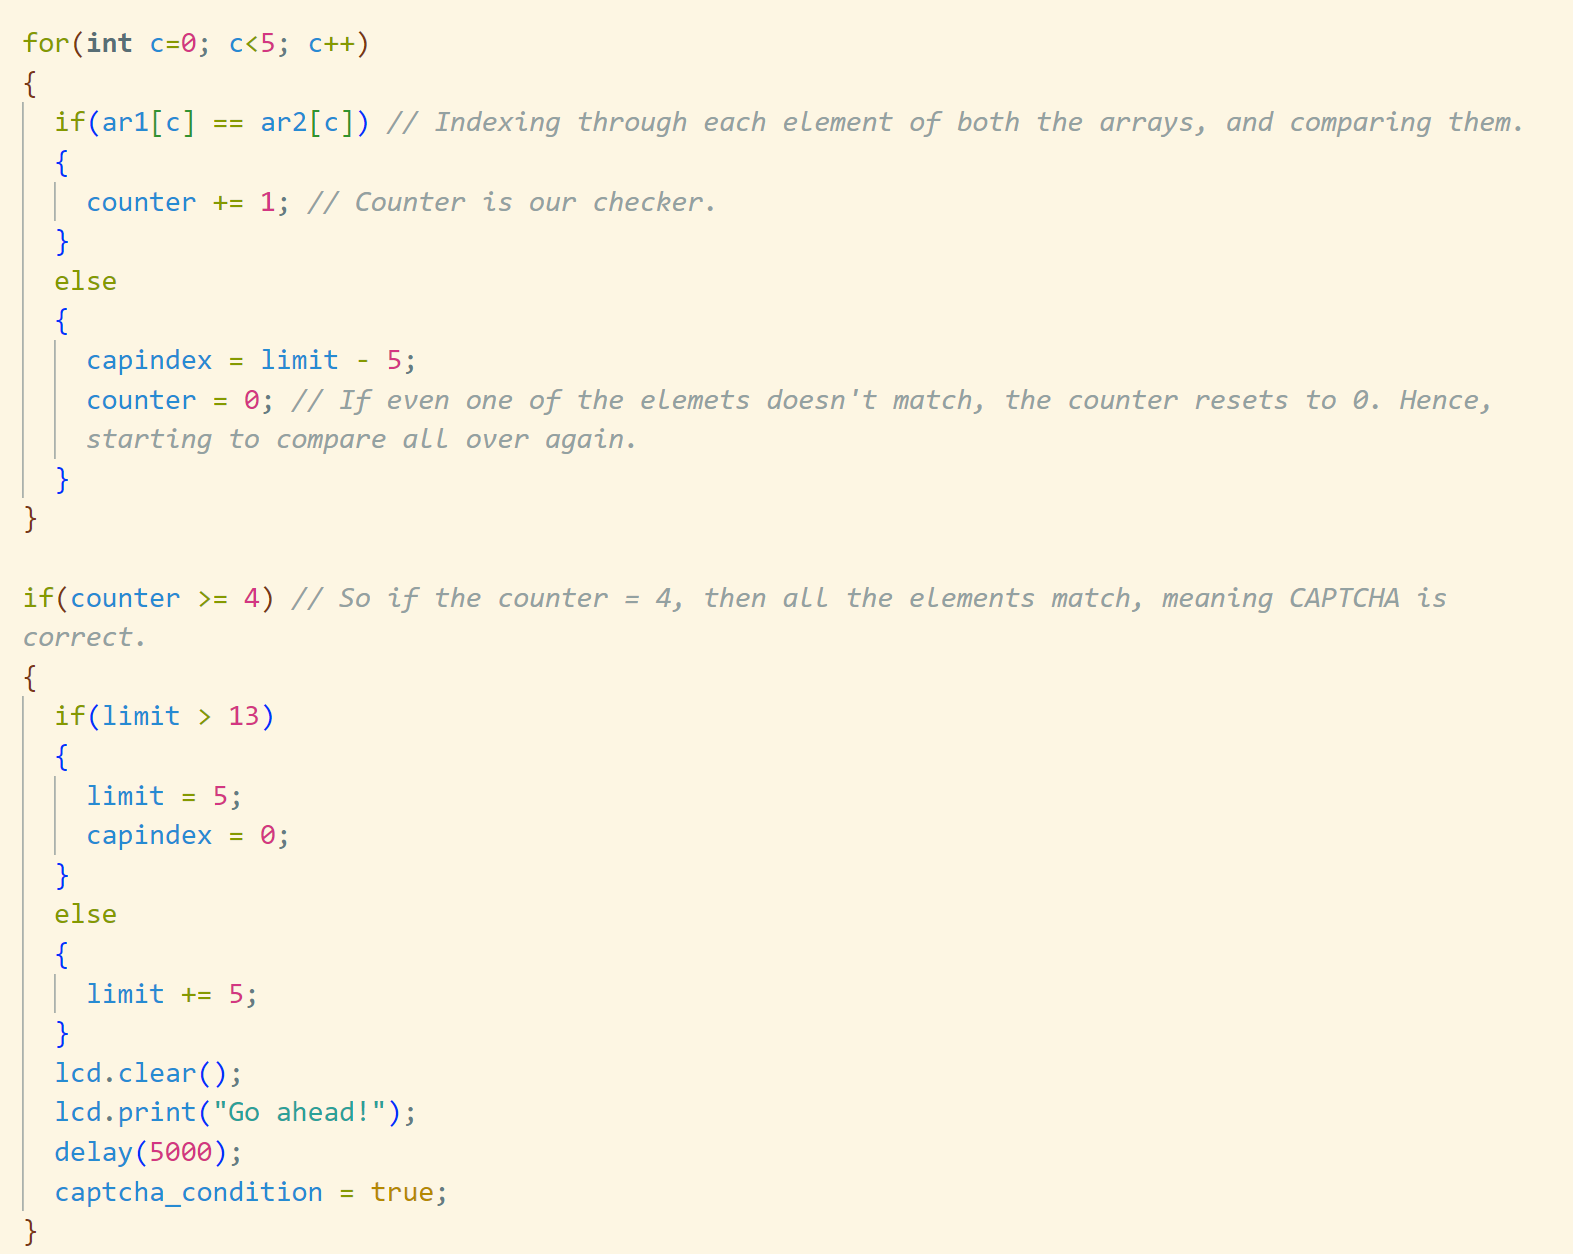 for(int c=0; c<5; c++)
{
  if(ar1[c] == ar2[c]) // Indexing through each element of both the arrays, and comparing them.
  {
    counter += 1; // Counter is our checker.
  }
  else
  {
    capindex = limit - 5;
    counter = 0; // If even one of the elemets doesn't match, the counter resets to 0. Hence,
    starting to compare all over again.
  }
}

if(counter >= 4) // So if the counter = 4, then all the elements match, meaning CAPTCHA is
correct.
{
  if(limit > 13)
  {
    limit = 5;
    capindex = 0;
  }
  else
  {
    limit += 5;
  }
  lcd.clear();
  lcd.print("Go ahead!");
  delay(5000);
  captcha_condition = true;
}